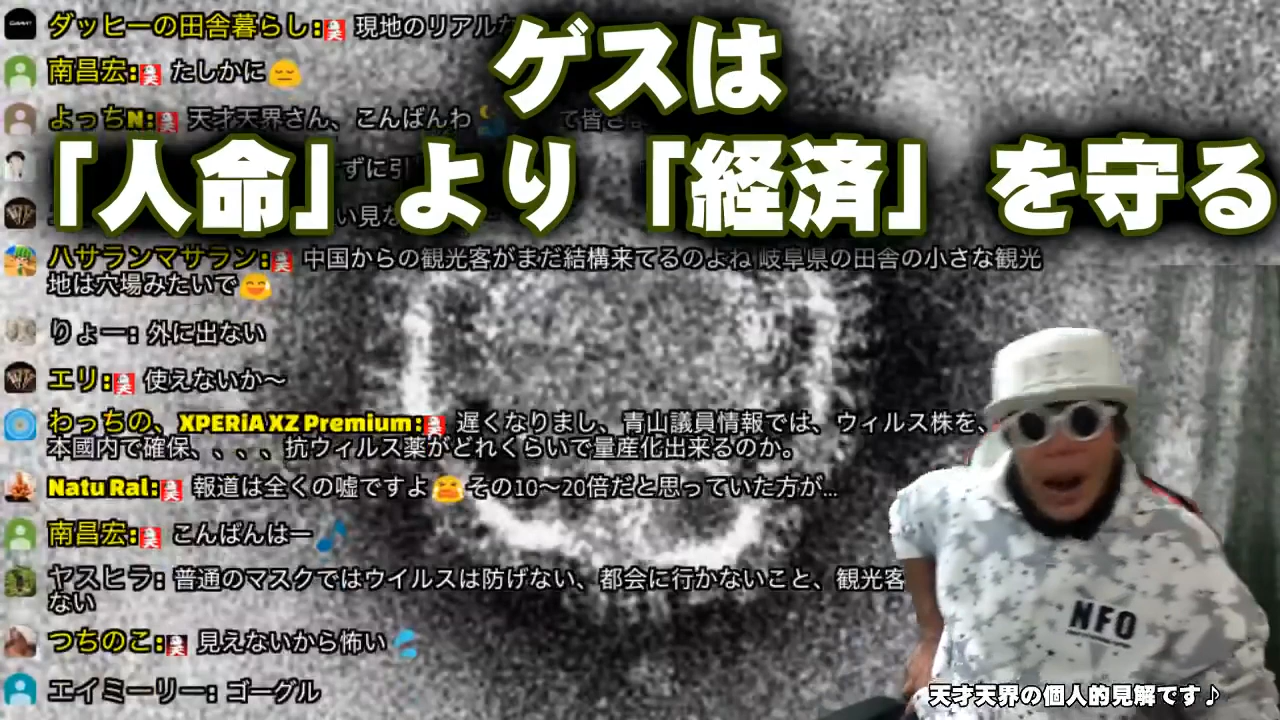 ゲスは
「人命」より「経済」を守る
ダッヒーの田舎暮らし: 現地のリアルな
南昌宏: たしかに😔
よっちN: 天才天界さん、こんばんわ て皆さま
ずに引
い見な
ハサランマサラン: 中国からの観光客がまだ結構来てるのよね 岐阜県の田舎の小さな観光
地は穴場みたいで😅
りょー: 外に出ない
エリ: 使えないか〜
わっちの、XPERiA XZ Premium: 遅くなりまし、青山議員情報では、ウィルス株を、
本國内で確保、、、、抗ウィルス薬がどれくらいで量産化出来るのか。
Natu Ral: 報道は全くの嘘ですよ😫その10〜20倍だと思っていた方が...
南昌宏: こんばんはー🎵
ヤスヒラ: 普通のマスクではウイルスは防げない、都会に行かないこと、観光客
ない
つちのこ: 見えないから怖い💦
エイミーリー: ゴーグル
NFO
天才天界の個人的見解です♪